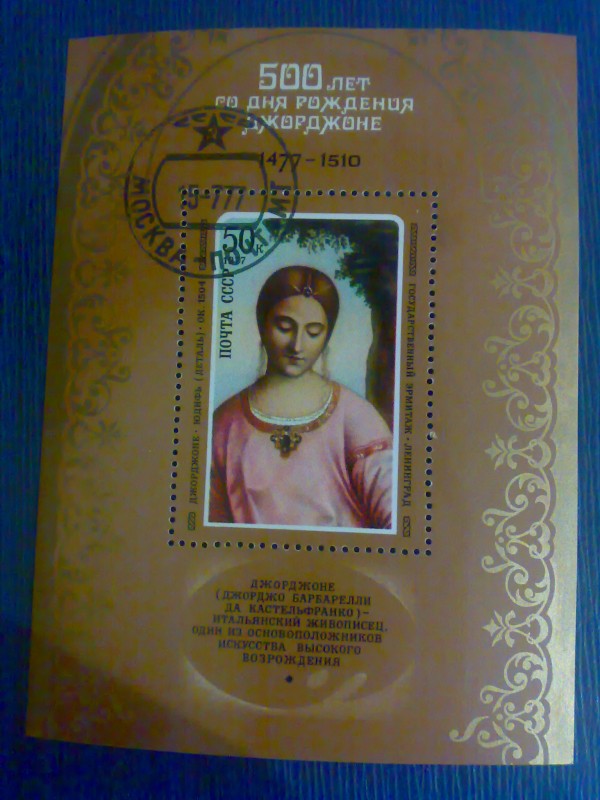 500 ЛЕТ
СО ДНЯ РОЖДЕНИЯ
ДЖОРДЖОНЕ
1477-1510
МОСКВА
777
50 К
1977
ПОЧТА СССР
ДЖОРДЖОНЕ · ЮДИФЬ (ДЕТАЛЬ) · ОК 1504
ГОСУДАРСТВЕННЫЙ ЭРМИТАЖ · ЛЕНИНГРАД
ДЖОРДЖОНЕ
(ДЖОРДЖО БАРБАРЕЛЛИ
ДА КАСТЕЛЬФРАНКО)-
ИТАЛЬЯНСКИЙ ЖИВОПИСЕЦ,
ОДИН ИЗ ОСНОВОПОЛОЖНИКОВ
ИСКУССТВА ВЫСОКОГО
ВОЗРОЖДЕНИЯ